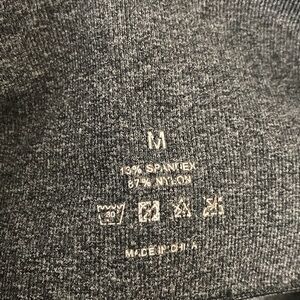 M
13% SPANDEX
87% NYLON
MADE IN CHINA